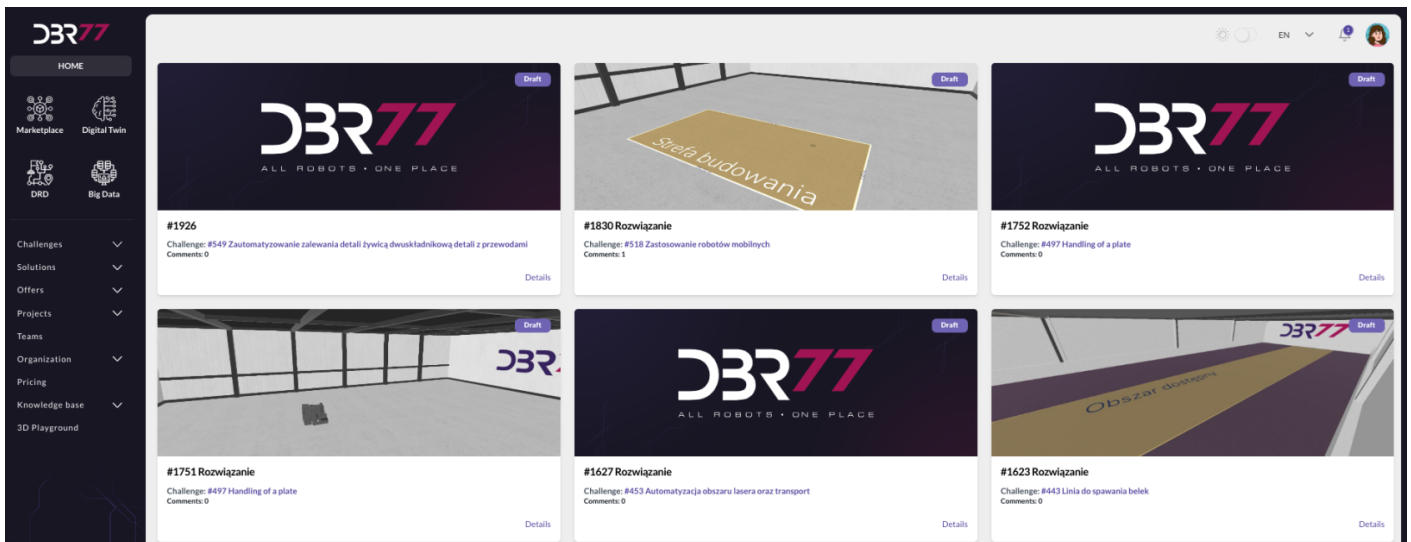 DBR77
HOME
Marketplace
Digital Twin
DRD
Big Data
Challenges
Solutions
Offers
Projects
Teams
Organization
Pricing
Knowledge base
3D Playground
EN
1
Draft
DBR77
ALL ROBOTS • ONE PLACE
#1926
Challenge: #549 Zautomatyzowanie zalewania detali żywicą dwuskładnikową detali z przewodami
Comments: 0
Details
Draft
Strefa budowania
#1830 Rozwiązanie
Challenge: #518 Zastosowanie robotów mobilnych
Comments: 1
Details
Draft
DBR77
ALL ROBOTS • ONE PLACE
#1752 Rozwiązanie
Challenge: #497 Handling of a plate
Comments: 0
Details
Draft
DBR
#1751 Rozwiązanie
Challenge: #497 Handling of a plate
Comments: 0
Details
Draft
DBR77
ALL ROBOTS • ONE PLACE
#1627 Rozwiązanie
Challenge: #453 Automatyzacja obszaru lasera oraz transport
Comments: 0
Details
Draft
DBR77
Obszar dostępny
#1623 Rozwiązanie
Challenge: #443 Linia do spawania belek
Comments: 0
Details